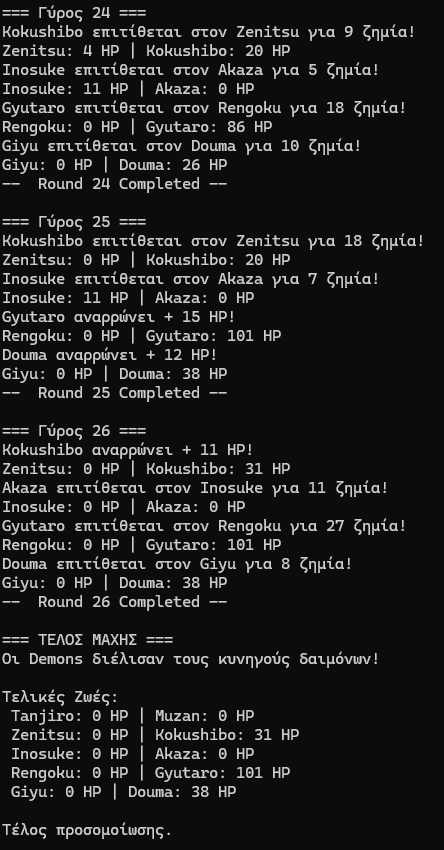 === Γύρος 24 ===
Kokushibo επιτίθεται στον Zenitsu για 9 ζημία!
Zenitsu: 4 HP | Kokushibo: 20 HP
Inosuke επιτίθεται στον Akaza για 5 ζημία!
Inosuke: 11 HP | Akaza: 0 HP
Gyutaro επιτίθεται στον Rengoku για 18 ζημία!
Rengoku: 0 HP | Gyutaro: 86 HP
Giyu επιτίθεται στον Douma για 10 ζημία!
Giyu: 0 HP | Douma: 26 HP
--  Round 24 Completed --

=== Γύρος 25 ===
Kokushibo επιτίθεται στον Zenitsu για 18 ζημία!
Zenitsu: 0 HP | Kokushibo: 20 HP
Inosuke επιτίθεται στον Akaza για 7 ζημία!
Inosuke: 11 HP | Akaza: 0 HP
Gyutaro αναρρώνει + 15 HP!
Rengoku: 0 HP | Gyutaro: 101 HP
Douma αναρρώνει + 12 HP!
Giyu: 0 HP | Douma: 38 HP
--  Round 25 Completed --

=== Γύρος 26 ===
Kokushibo αναρρώνει + 11 HP!
Zenitsu: 0 HP | Kokushibo: 31 HP
Akaza επιτίθεται στον Inosuke για 11 ζημία!
Inosuke: 0 HP | Akaza: 0 HP
Gyutaro επιτίθεται στον Rengoku για 27 ζημία!
Rengoku: 0 HP | Gyutaro: 101 HP
Douma επιτίθεται στον Giyu για 8 ζημία!
Giyu: 0 HP | Douma: 38 HP
--  Round 26 Completed --

=== ΤΕΛΟΣ ΜΑΧΗΣ ===
Οι Demons διέλισαν τους κυνηγούς δαιμόνων!

Τελικές Ζωές:
Tanjiro: 0 HP | Muzan: 0 HP
Zenitsu: 0 HP | Kokushibo: 31 HP
Inosuke: 0 HP | Akaza: 0 HP
Rengoku: 0 HP | Gyutaro: 101 HP
Giyu: 0 HP | Douma: 38 HP

Τέλος προσομοίωσης.